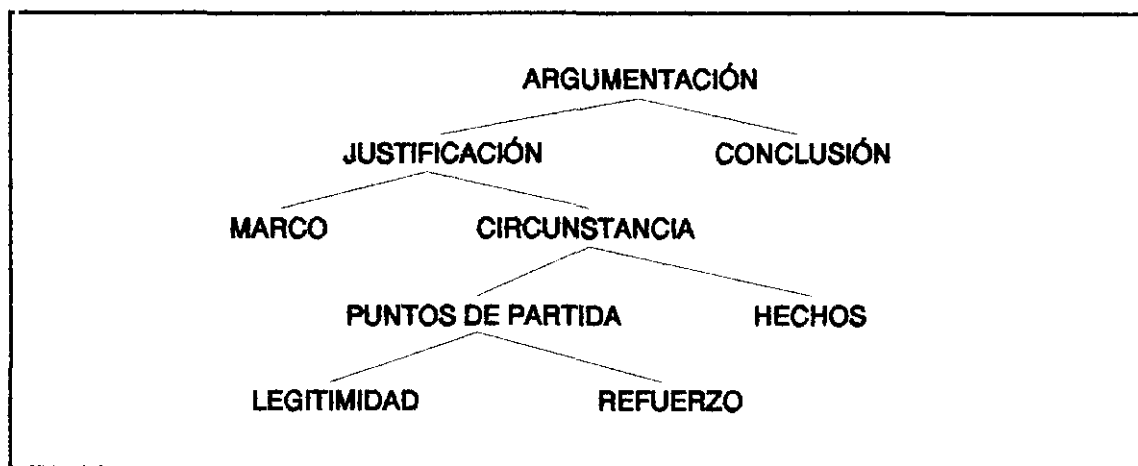 ARGUMENTACIÓN
JUSTIFICACIÓN CONCLUSIÓN
MARCO CIRCUNSTANCIA
PUNTOS DE PARTIDA HECHOS
LEGITIMIDAD REFUERZO